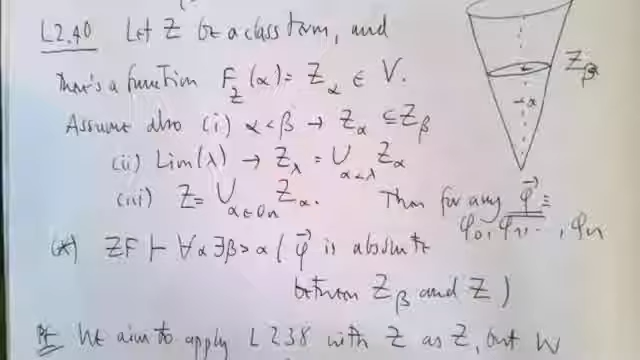 L2.40 Let Z be a class term, and
there's a function F_Z(α) = Z_α ∈ V.
Assume also (i) α<β → Z_α ⊆ Z_β
(ii) Lim(λ) → Z_λ = ∪_{α<λ} Z_α
(iii) Z = ∪_{α∈On} Z_α. Then for any φ⃗ ≡
φ_0, φ_1, ..., φ_n
(*) ZF ⊢ ∀α ∃β>α ( φ⃗ is absolute
between Z_β and Z )
Pf We aim to apply L2.38 with Z as Z, but W
Z_β
α